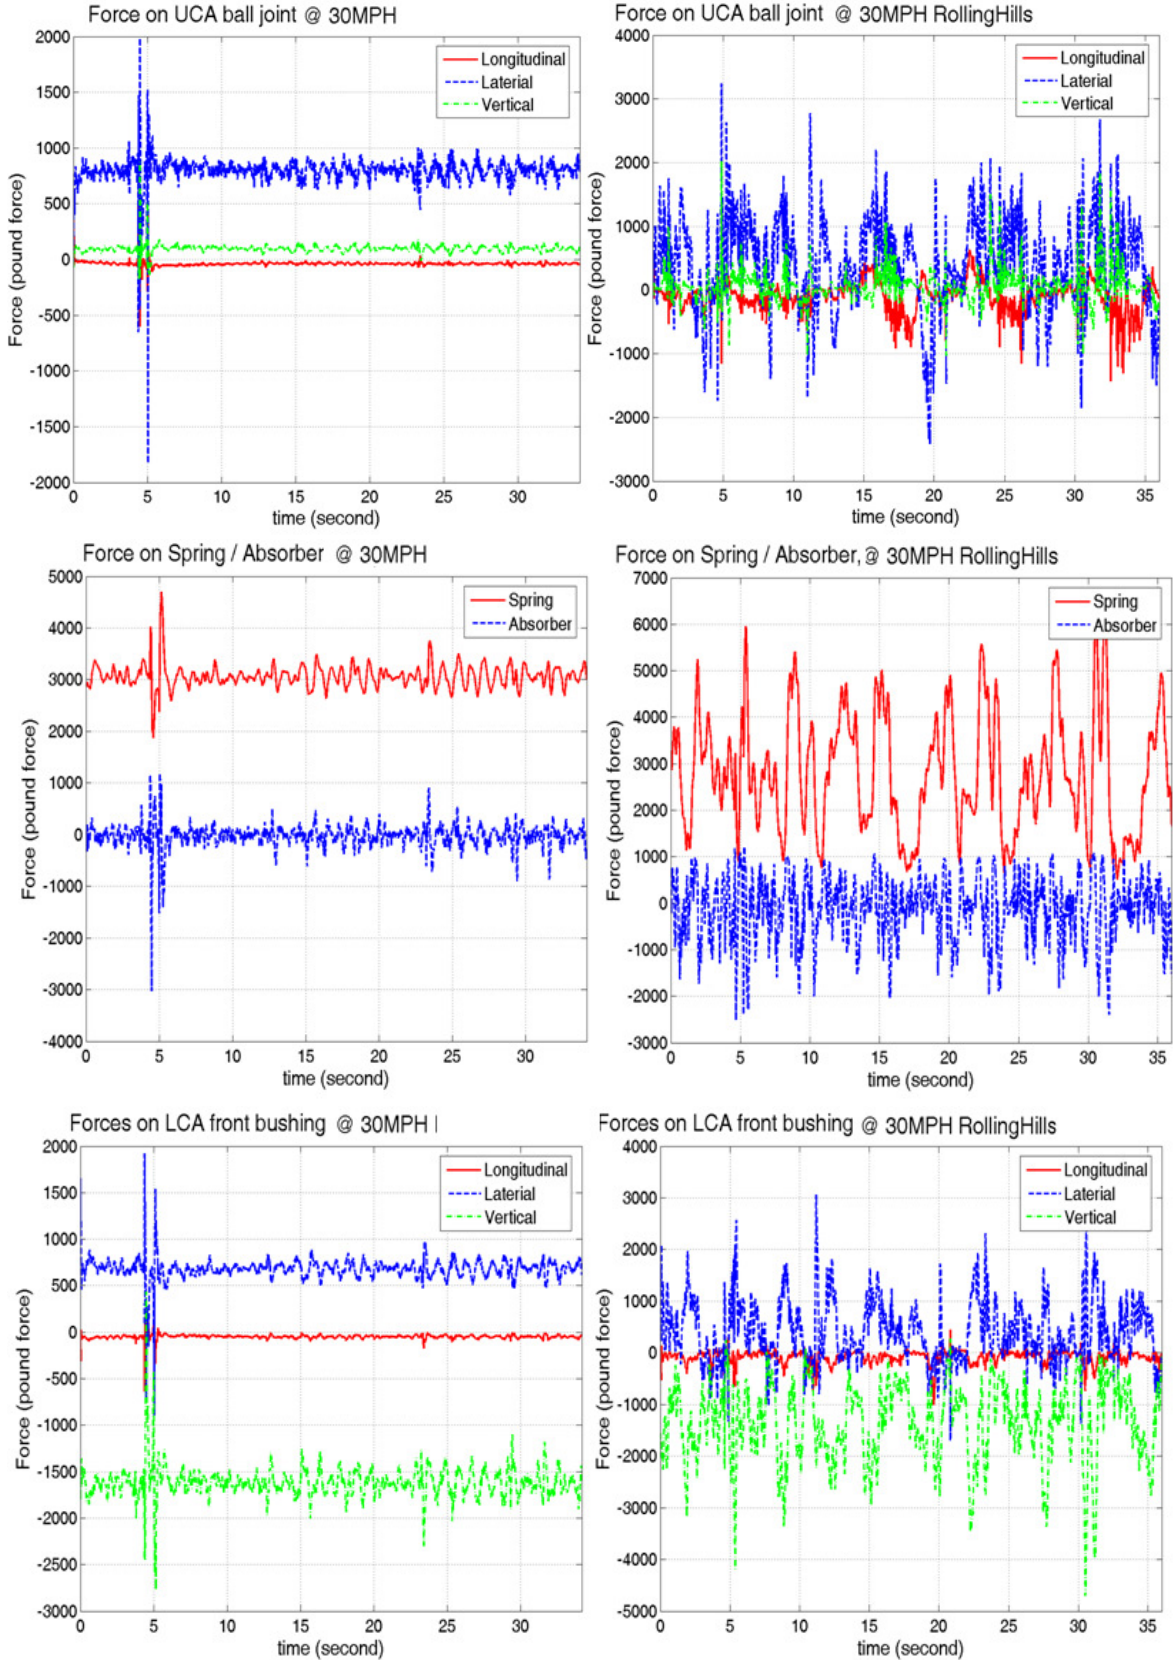 Force on UCA ball joint @ 30MPH
2000
1500
1000
500
0
-500
-1000
-1500
-2000
Force (pound force)
Longitudinal
Laterial
Vertical
0 5 10 15 20 25 30
time (second)
Force on UCA ball joint @ 30MPH RollingHills
4000
3000
2000
1000
0
-1000
-2000
-3000
Force (pound force)
Longitudinal
Laterial
Vertical
0 5 10 15 20 25 30 35
time (second)
Force on Spring / Absorber @ 30MPH
5000
4000
3000
2000
1000
0
-1000
-2000
-3000
-4000
Force (pound force)
Spring
Absorber
0 5 10 15 20 25 30
time (second)
Force on Spring / Absorber, @ 30MPH RollingHills
7000
6000
5000
4000
3000
2000
1000
0
-1000
-2000
-3000
Force (pound force)
Spring
Absorber
0 5 10 15 20 25 30 35
time (second)
Forces on LCA front bushing @ 30MPH |
2000
1500
1000
500
0
-500
-1000
-1500
-2000
-2500
-3000
Force (pound force)
Longitudinal
Laterial
Vertical
0 5 10 15 20 25 30
time (second)
Forces on LCA front bushing @ 30MPH RollingHills
4000
3000
2000
1000
0
-1000
-2000
-3000
-4000
-5000
Force (pound force)
Longitudinal
Laterial
Vertical
0 5 10 15 20 25 30 35
time (second)